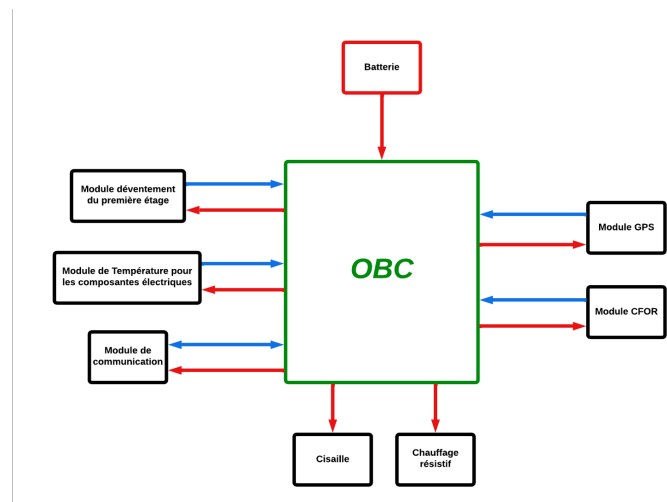 Batterie
Module déventement
du première étage
Module GPS
OBC
Module de Température pour
les composantes électriques
Module CFOR
Module de
communication
Cisaille
Chauffage
résistif